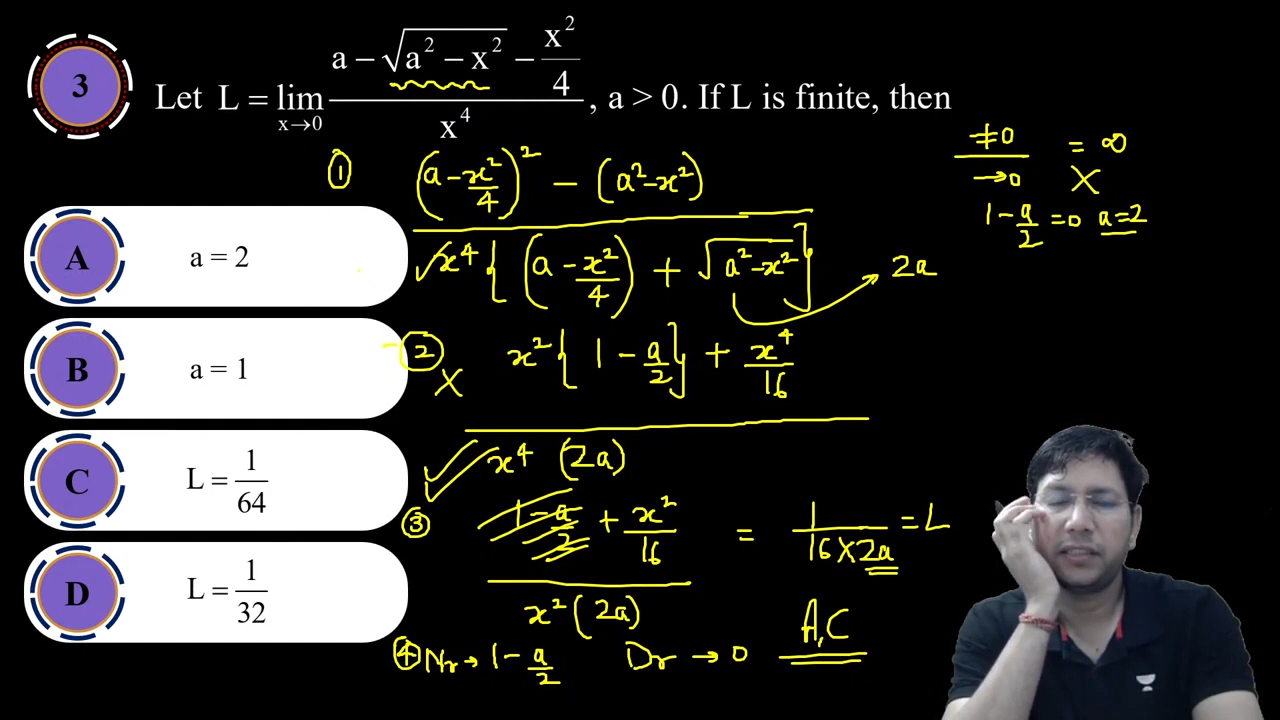 3
Let L = lim x→0 (a − √(a² − x²) − x²/4) / x⁴ , a > 0. If L is finite, then
≠0 / →0 = ∞ X
1 − a/2 = 0 a = 2
① (a − x²/4)² − (a² − x²)
x⁴ { (a − x²/4) + √(a² − x²) } → 2a
② x² { 1 − a/2 } + x⁴/16
X
x⁴ (2a)
③ 1 − a/2 + x²/16 = 1 / (16×2a) = L
x² (2a)
④ Nr → 1 − a/2 Dr → 0 A,C
A a = 2
B a = 1
C L = 1/64
D L = 1/32